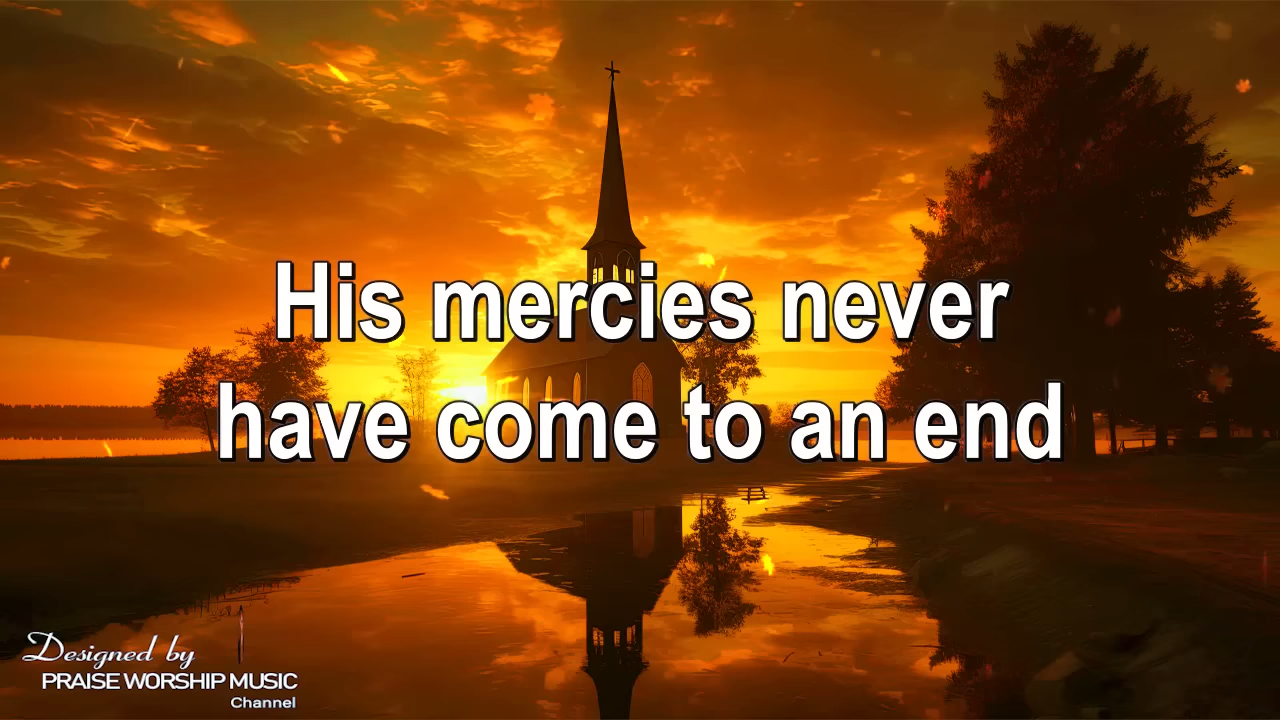 His mercies never
have come to an end
Designed by
PRAISE WORSHIP MUSIC
Channel